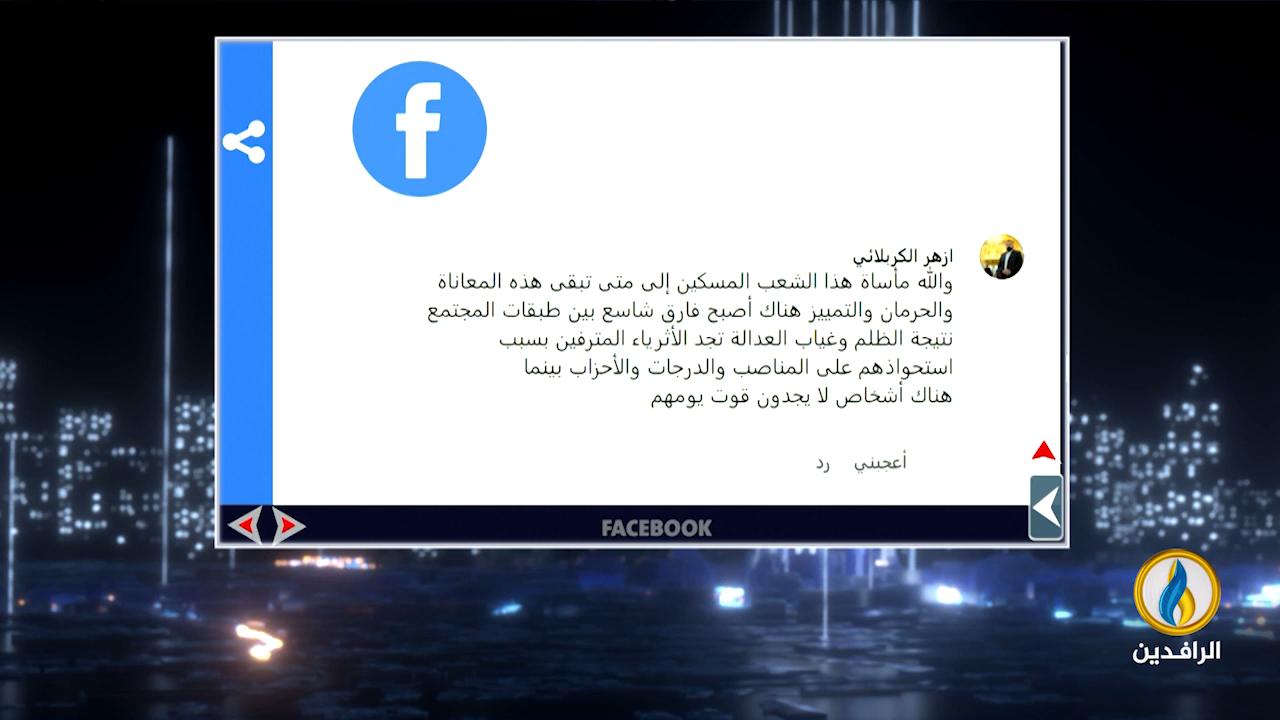 ازهر الكربلائي
والله مأساة هذا الشعب المسكين إلى متى تبقى هذه المعاناة
والحرمان والتمييز هناك أصبح فارق شاسع بين طبقات المجتمع
نتيجة الظلم وغياب العدالة تجد الأثرياء المترفين بسبب
استحواذهم على المناصب والدرجات والأحزاب بينما
هناك أشخاص لا يجدون قوت يومهم
أعجبني رد
FACEBOOK
الرافدين